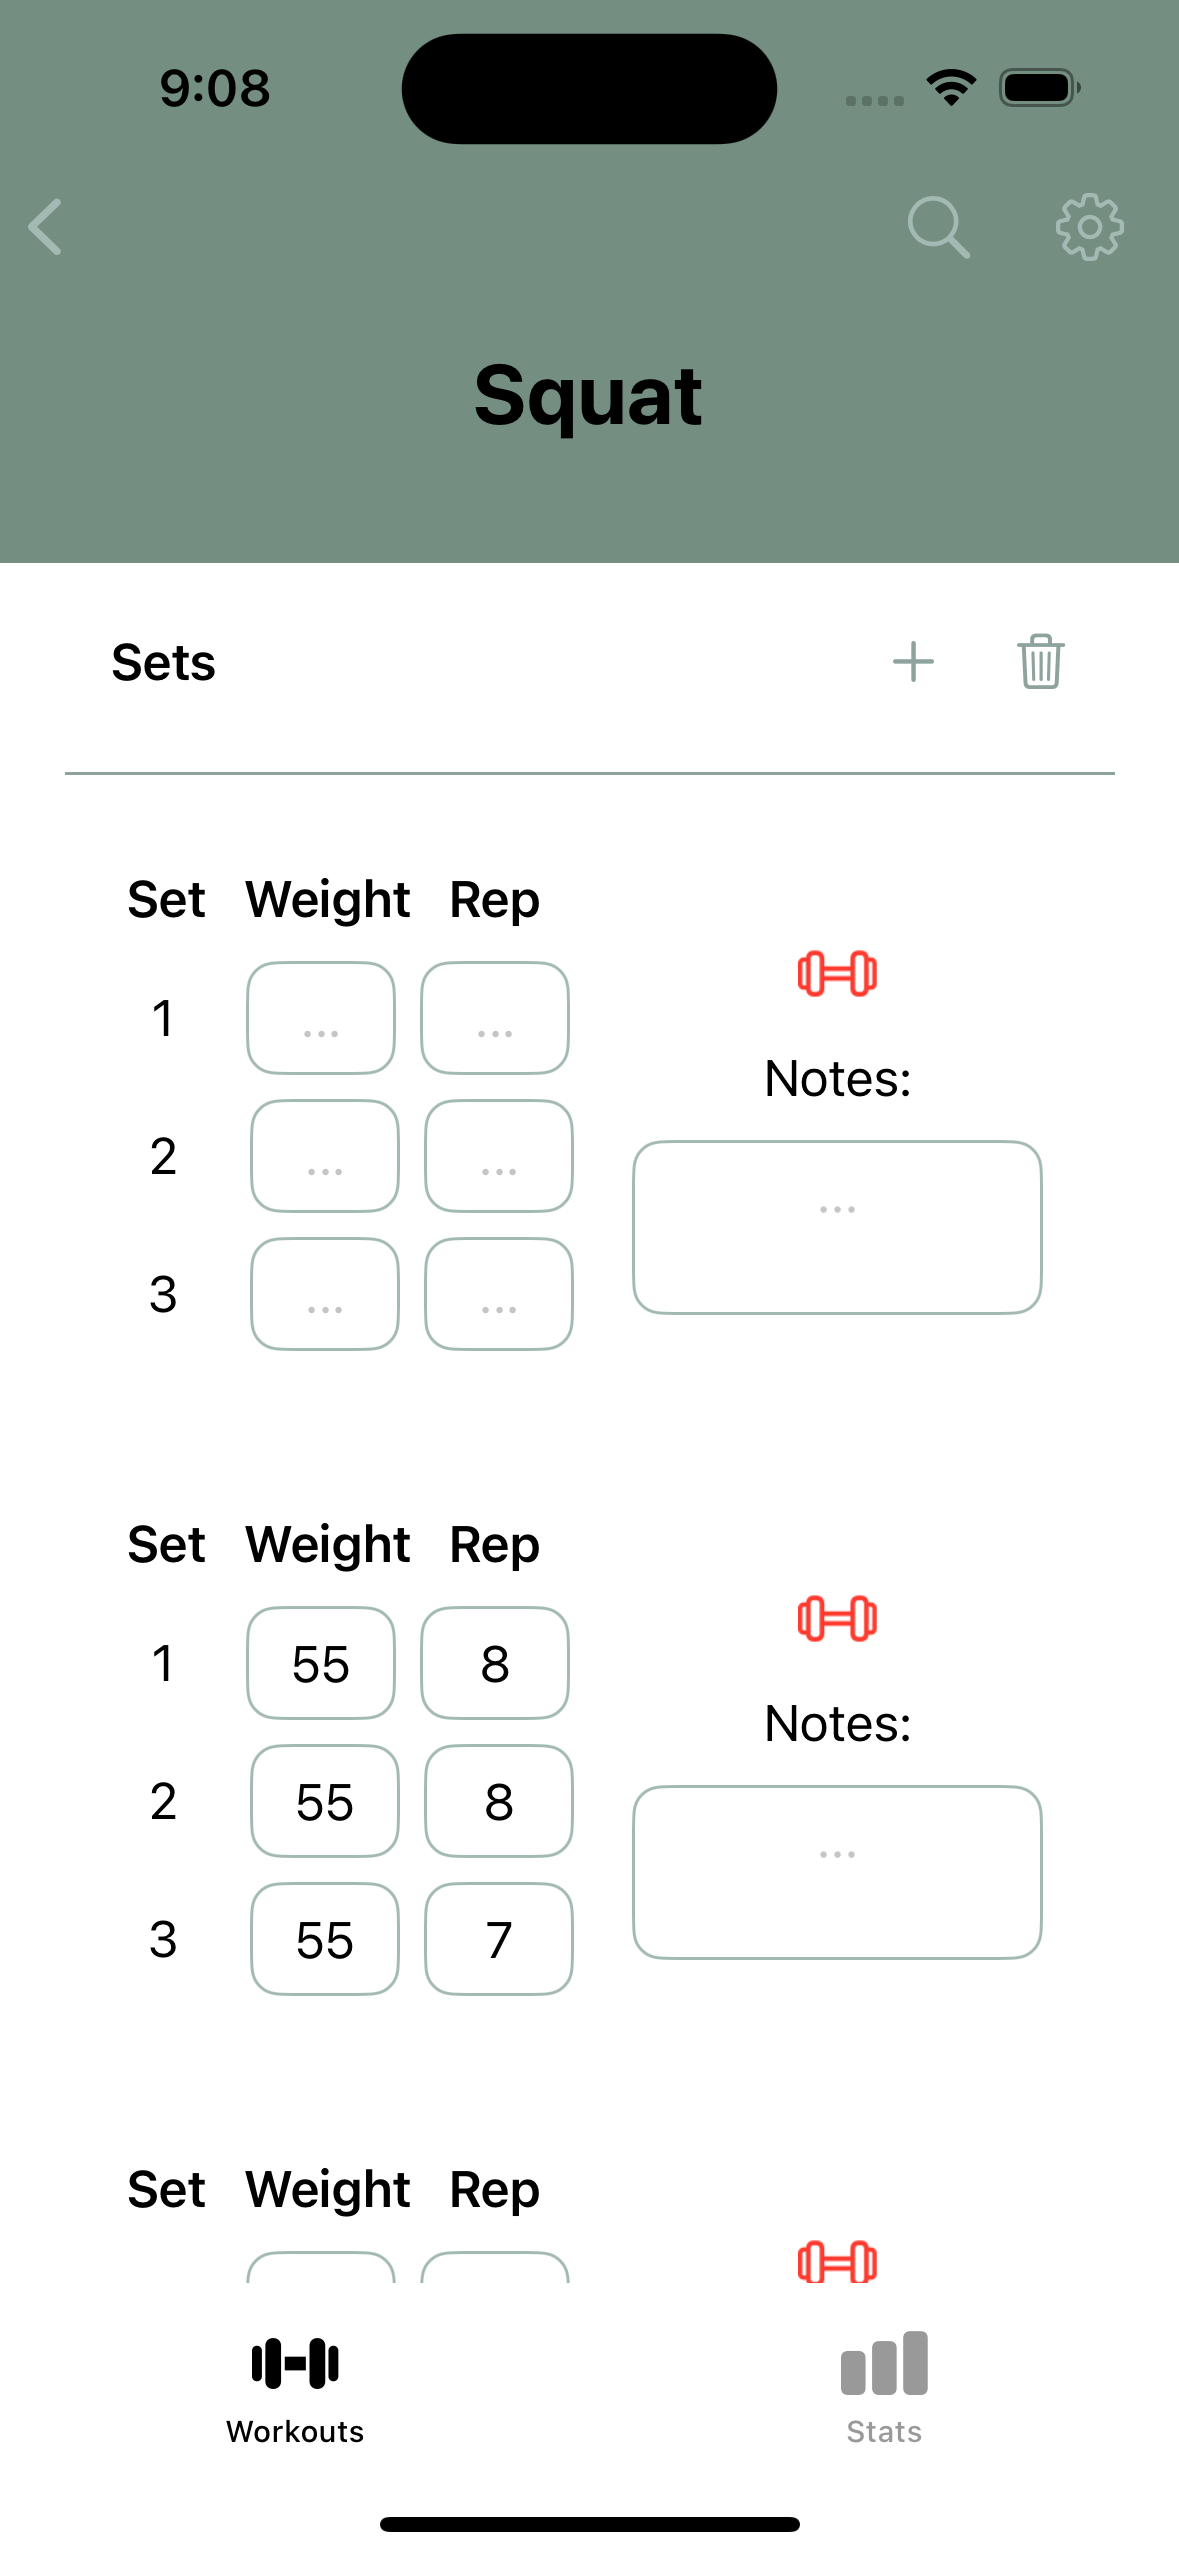 9:08
Squat
Sets
Set Weight Rep
1 ... ...
Notes:
2 ... ...
...
3 ... ...
Set Weight Rep
1 55 8
Notes:
2 55 8
...
3 55 7
Set Weight Rep
Workouts Stats